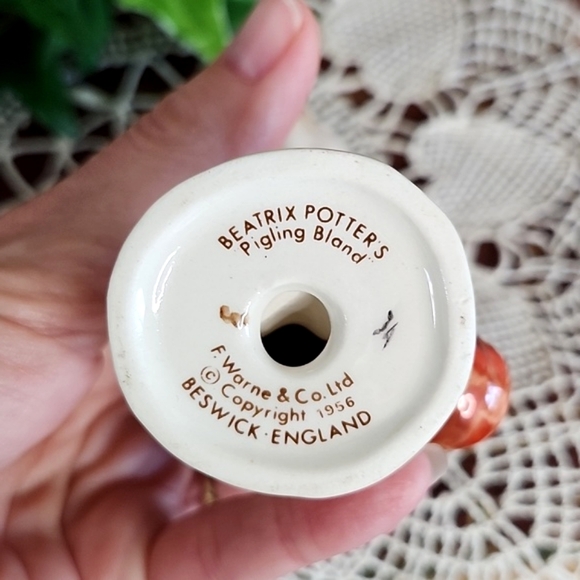 BEATRIX POTTER'S
"Pigling Bland"
F. Warne & Co. Ltd
© Copyright 1956
BESWICK · ENGLAND